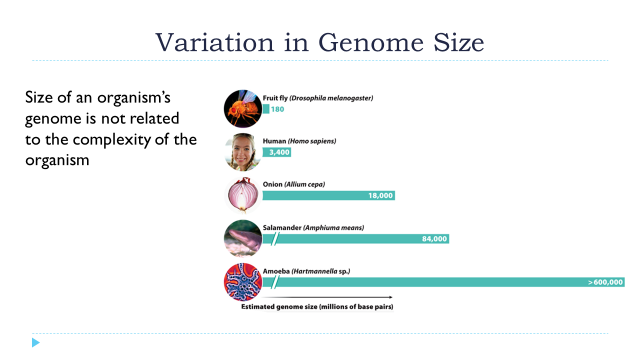 Variation in Genome Size
Size of an organism's
genome is not related
to the complexity of the
organism
Fruit fly (Drosophila melanogaster)
180
Human (Homo sapiens)
3,400
Onion (Allium cepa)
18,000
Salamander (Amphiuma means)
84,000
Amoeba (Hartmannella sp.)
>600,000
Estimated genome size (millions of base pairs)